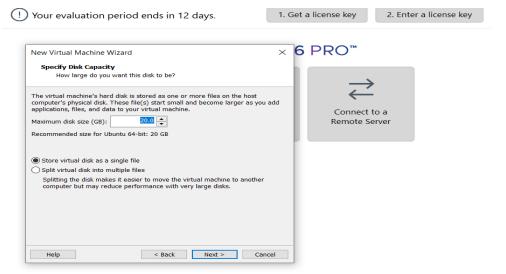 Your evaluation period ends in 12 days.
1. Get a license key
2. Enter a license key
6 PRO™
New Virtual Machine Wizard
Specify Disk Capacity
How large do you want this disk to be?
The virtual machine's hard disk is stored as one or more files on the host
computer's physical disk. These file(s) start small and become larger as you add
applications, files, and data to your virtual machine.
Maximum disk size (GB): 20.0
Recommended size for Ubuntu 64-bit: 20 GB
Store virtual disk as a single file
Split virtual disk into multiple files
Splitting the disk makes it easier to move the virtual machine to another
computer but may reduce performance with very large disks.
Help
< Back
Next >
Cancel
Connect to a
Remote Server